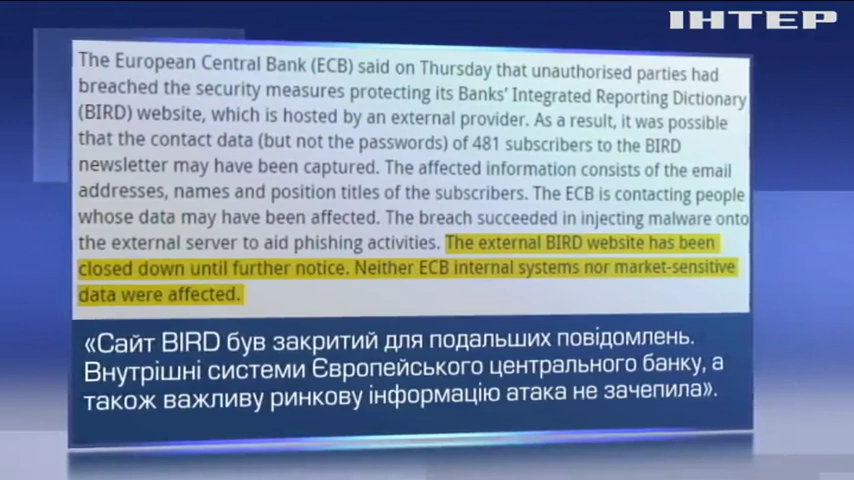 ІНТЕР
The European Central Bank (ECB) said on Thursday that unauthorised parties had
breached the security measures protecting its Banks' Integrated Reporting Dictionary
(BIRD) website, which is hosted by an external provider. As a result, it was possible
that the contact data (but not the passwords) of 481 subscribers to the BIRD
newsletter may have been captured. The affected information consists of the email
addresses, names and position titles of the subscribers. The ECB is contacting people
whose data may have been affected. The breach succeeded in injecting malware onto
the external server to aid phishing activities. The external BIRD website has been
closed down until further notice. Neither ECB internal systems nor market-sensitive
data were affected.
«Сайт BIRD був закритий для подальших повідомлень.
Внутрішні системи Європейського центрального банку, а
також важливу ринкову інформацію атака не зачепила».